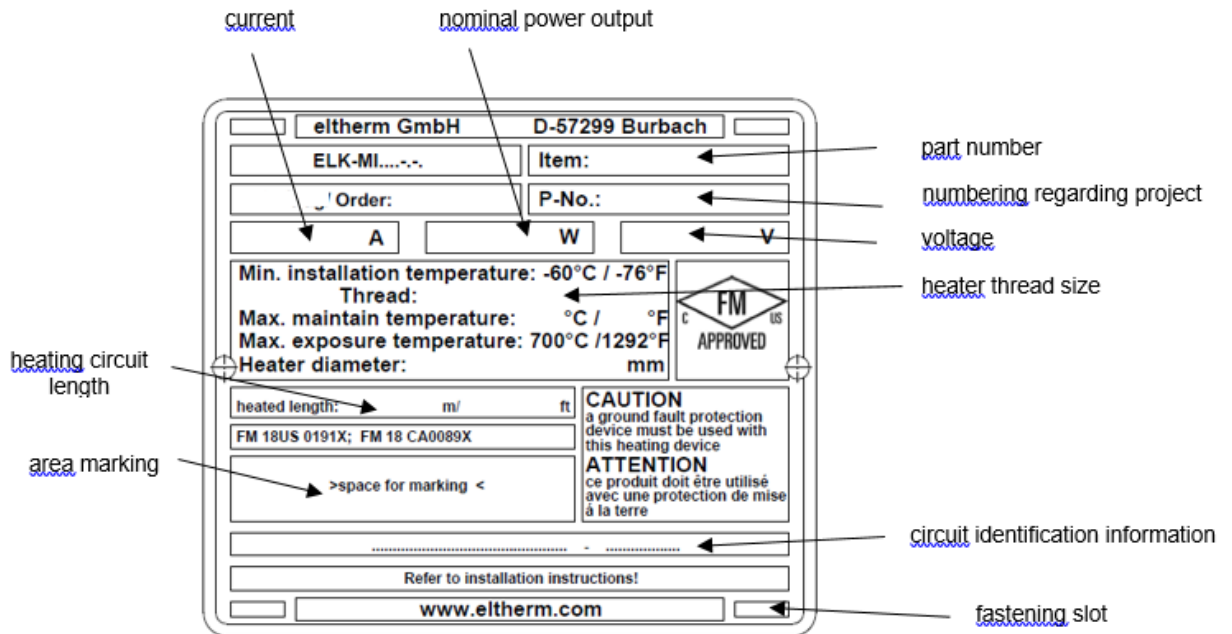 current
nominal power output
eltherm GmbH D-57299 Burbach
ELK-MI....-.-.
Item:
part number
Order:
P-No.:
numbering regarding project
A
W
V
voltage
Min. installation temperature: -60°C / -76°F
Thread:
heater thread size
Max. maintain temperature: °C / °F
Max. exposure temperature: 700°C /1292°F
Heater diameter: mm
C FM US
APPROVED
heating circuit
length
heated length: m/ ft
FM 18US 0191X; FM 18 CA0089X
CAUTION
a ground fault protection
device must be used with
this heating device
ATTENTION
ce produit doit être utilisé
avec une protection de mise
á la terre
area marking
>space for marking <
................................................ - ..................
circuit identification information
Refer to installation instructions!
www.eltherm.com
fastening slot